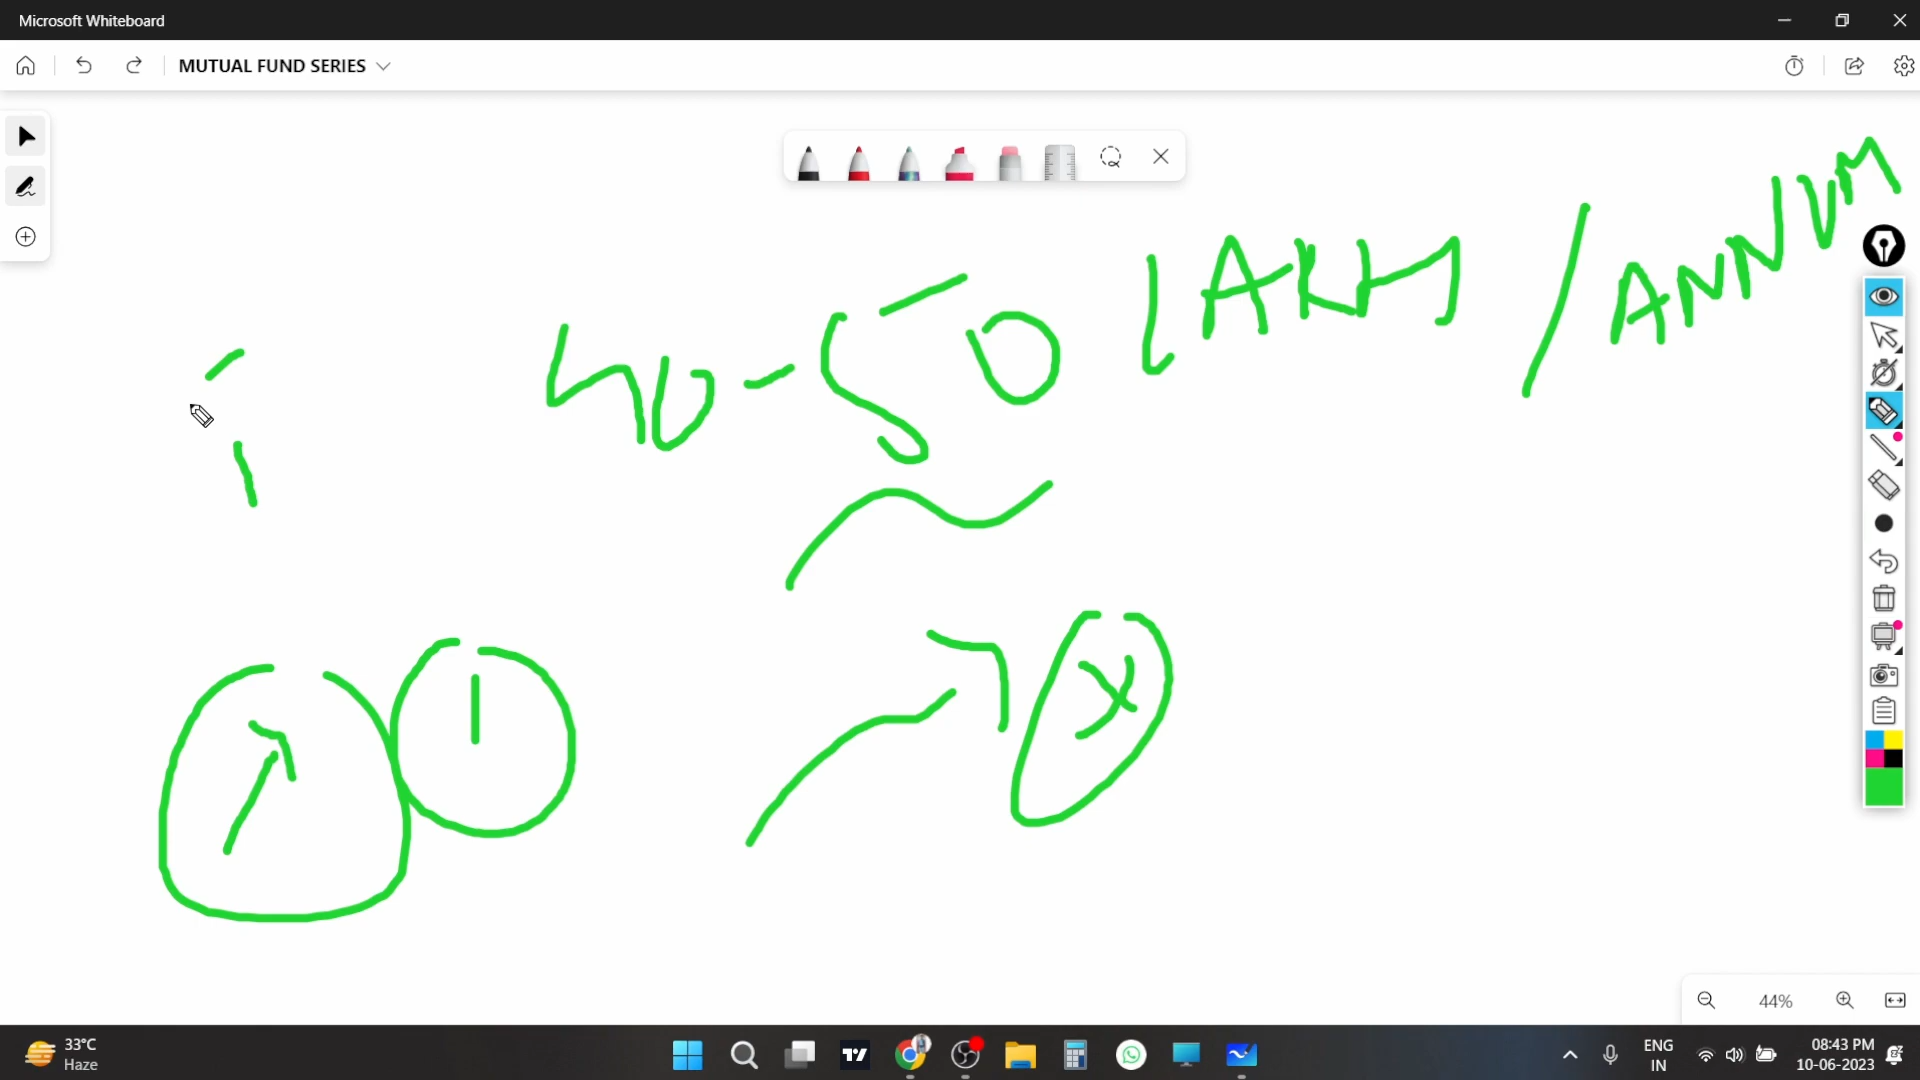 Microsoft Whiteboard
MUTUAL FUND SERIES
40-50 LAKH /ANNUM
X
44%
33°C
Haze
ENG
IN
08:43 PM
10-06-2023